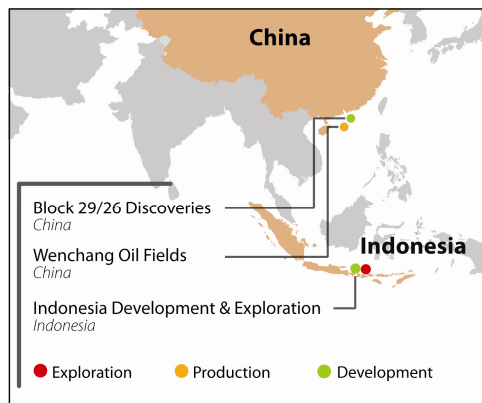 China
Block 29/26 Discoveries
China
Wenchang Oil Fields
China
Indonesia
Indonesia Development & Exploration
Indonesia
Exploration
Production
Development